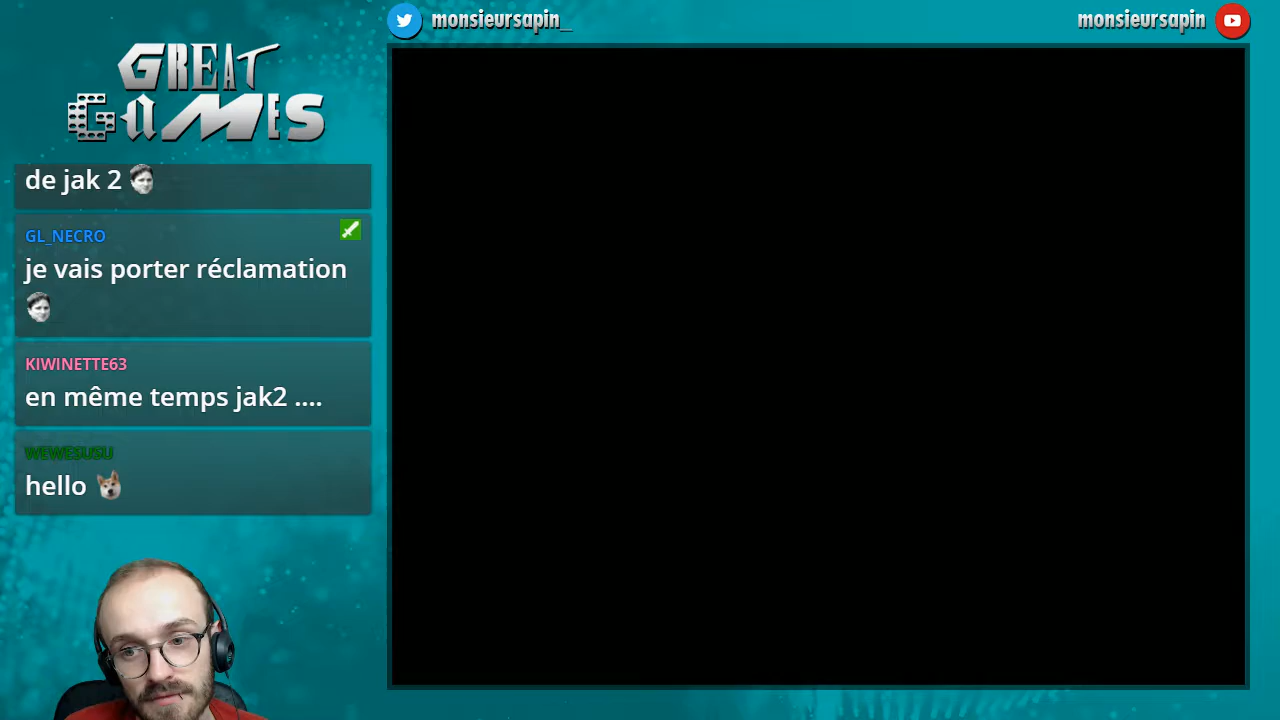 monsieursapin_
monsieursapin
GREAT
GAMES
de jak 2
GL_NECRO
je vais porter réclamation
KIWINETTE63
en même temps jak2 ....
WEWESUSU
hello